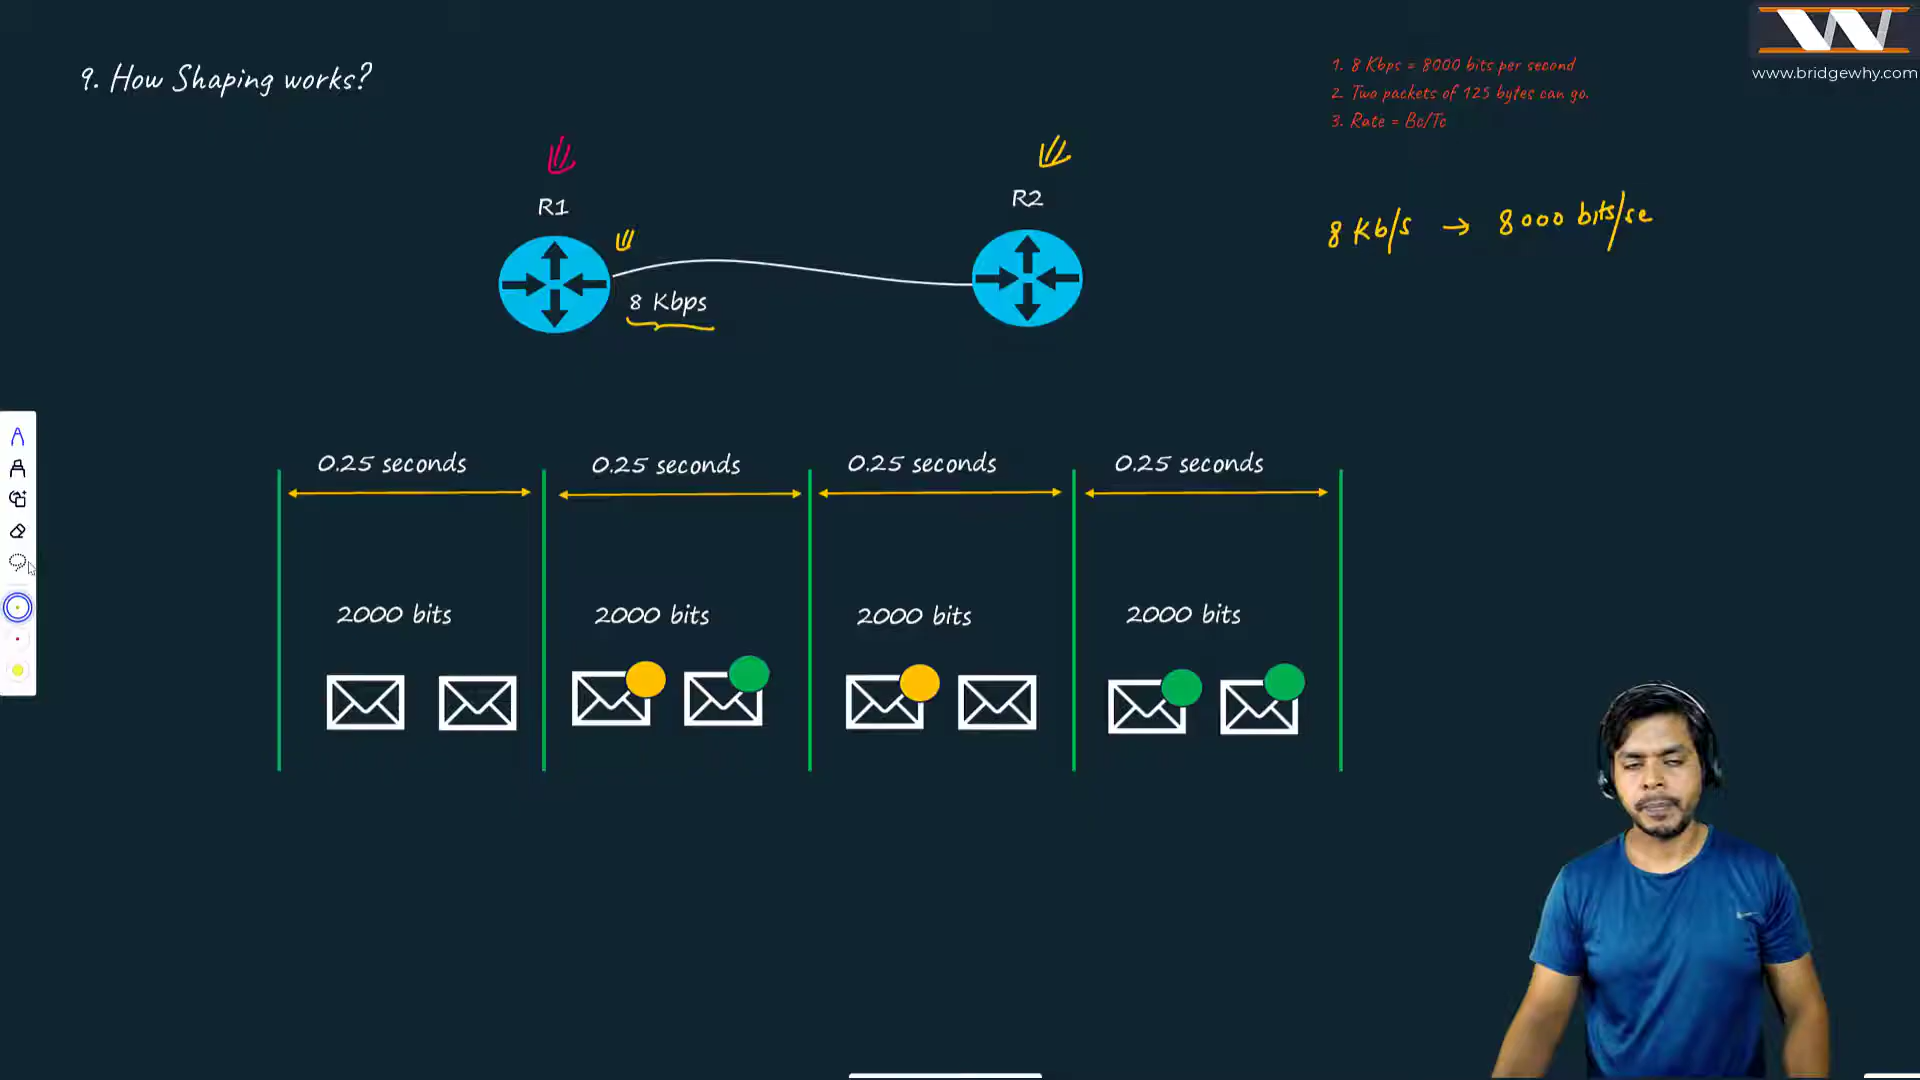 9. How Shaping works?
www.bridgewhy.com
1. 8 Kbps = 8000 bits per second
2. Two packets of 125 bytes can go.
3. Rate = Bc/Tc
R1
R2
8 Kb/s → 8000 bits/se
8 Kbps
0.25 seconds
0.25 seconds
0.25 seconds
0.25 seconds
2000 bits
2000 bits
2000 bits
2000 bits